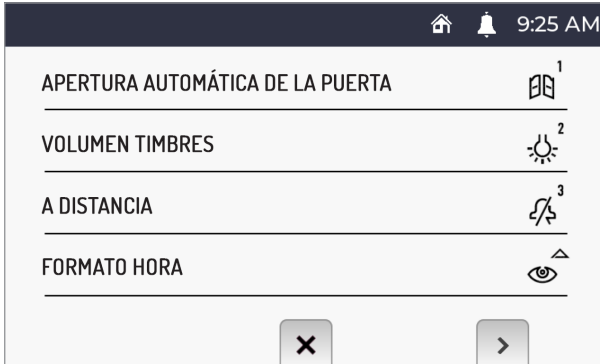 9:25 AM
APERTURA AUTOMÁTICA DE LA PUERTA 1
VOLUMEN TIMBRES 2
A DISTANCIA 3
FORMATO HORA